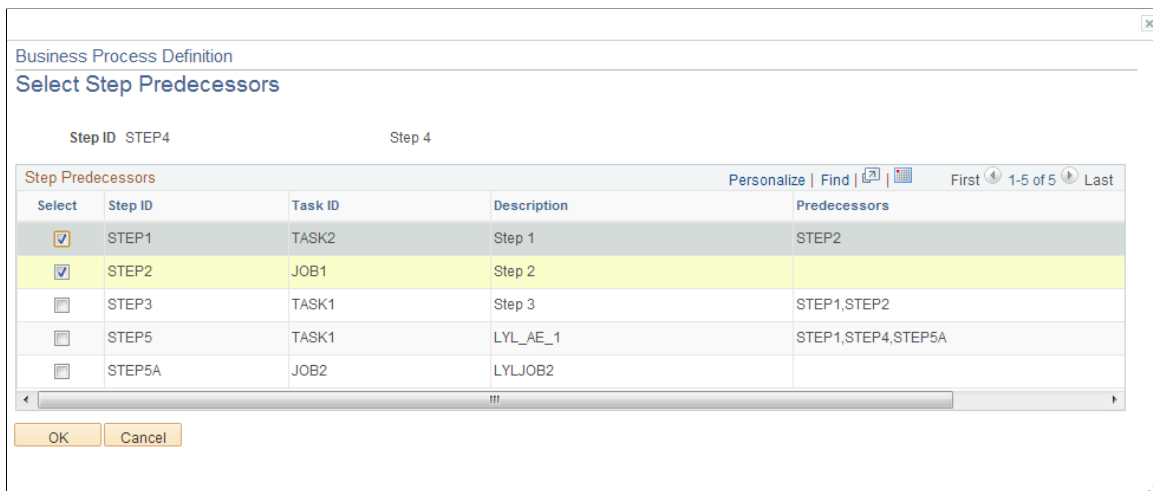 Business Process Definition
Select Step Predecessors
Step ID STEP4 Step 4
Step Predecessors Personalize | Find | | First 1-5 of 5 Last
Select Step ID Task ID Description Predecessors
STEP1 TASK2 Step 1 STEP2
STEP2 JOB1 Step 2
STEP3 TASK1 Step 3 STEP1,STEP2
STEP5 TASK1 LYL_AE_1 STEP1,STEP4,STEP5A
STEP5A JOB2 LYLJOB2
OK Cancel